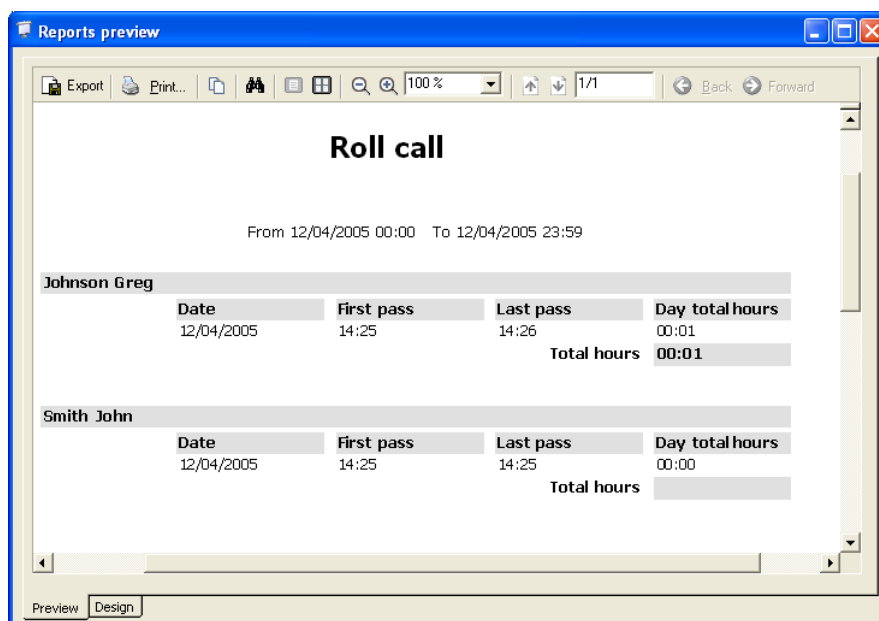 Reports preview
Export Print... 100 % 1/1 Back Forward
Roll call
From 12/04/2005 00:00 To 12/04/2005 23:59
Johnson Greg
Date First pass Last pass Day total hours
12/04/2005 14:25 14:26 00:01
Total hours 00:01
Smith John
Date First pass Last pass Day total hours
12/04/2005 14:25 14:25 00:00
Total hours
Preview Design